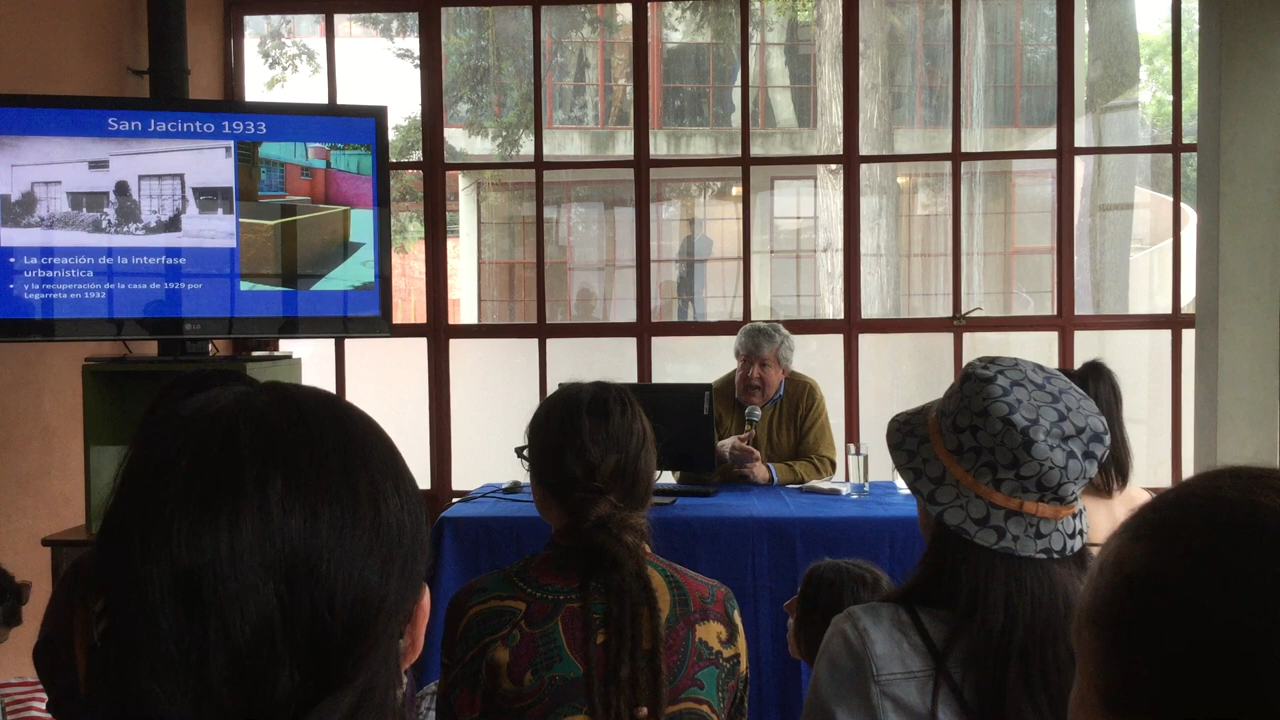 San Jacinto 1933
• La creación de la interfase
urbanistica
• y la recuperación de la casa de 1929 por
Legarreta en 1932
LG